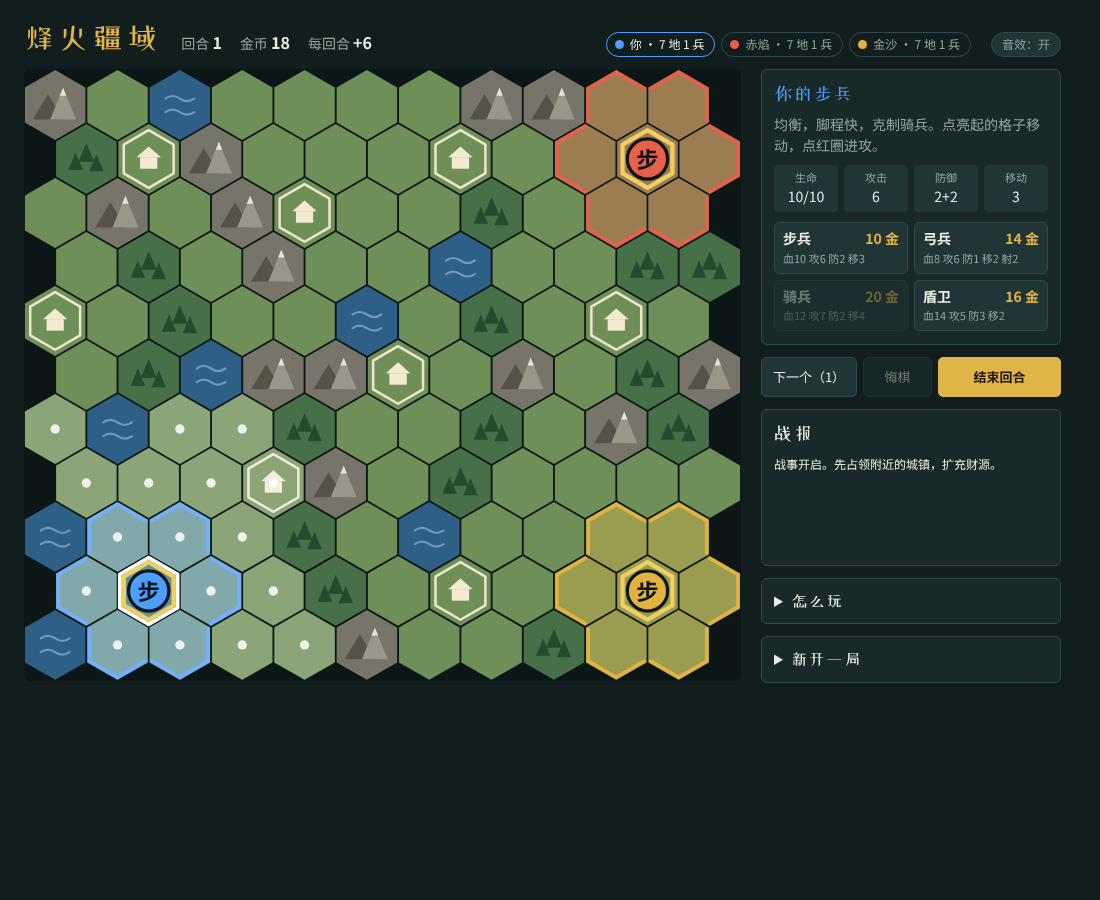 烽火疆域
回合 1 金币 18 每回合 +6
你 · 7 地 1 兵
赤焰 · 7 地 1 兵
金沙 · 7 地 1 兵
音效：开
步
步
步
你的步兵
均衡，脚程快，克制骑兵。点亮起的格子移
动，点红圈进攻。
生命 攻击 防御 移动
10/10 6 2+2 3
步兵 10 金
血10 攻6 防2 移3
弓兵 14 金
血8 攻6 防1 移2 射2
骑兵 20 金
血12 攻7 防2 移4
盾卫 16 金
血14 攻5 防3 移2
下一个（1） 悔棋 结束回合
战报
战事开启。先占领附近的城镇，扩充财源。
怎么玩
新开一局